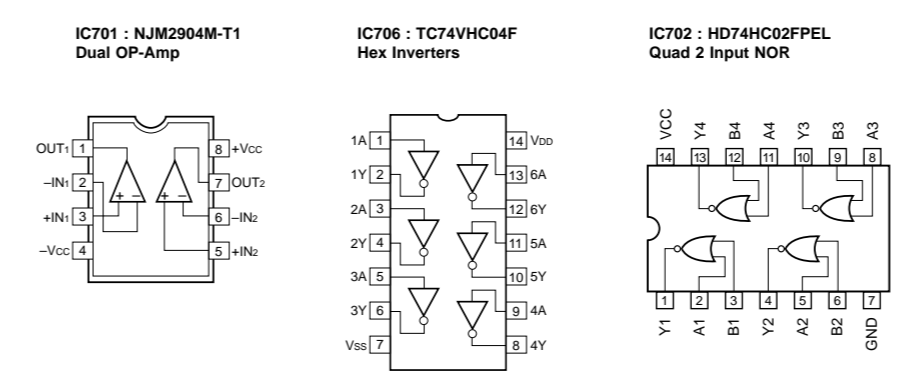 IC701 : NJM2904M-T1
Dual OP-Amp
OUT1 1
–IN1 2
+IN1 3
–VCC 4
8 +VCC
7 OUT2
6 –IN2
5 +IN2
+ –
+ –
IC706 : TC74VHC04F
Hex Inverters
1A 1
1Y 2
2A 3
2Y 4
3A 5
3Y 6
VSS 7
14 VDD
13 6A
12 6Y
11 5A
10 5Y
9 4A
8 4Y
IC702 : HD74HC02FPEL
Quad 2 Input NOR
VCC Y4 B4 A4 Y3 B3 A3
14 13 12 11 10 9 8
1 2 3 4 5 6 7
Y1 A1 B1 Y2 A2 B2 GND